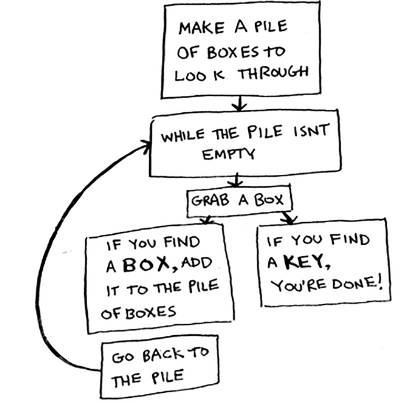 MAKE A PILE
OF BOXES TO
LOOK THROUGH
WHILE THE PILE ISNT
EMPTY
GRAB A BOX
IF YOU FIND
A BOX, ADD
IT TO THE PILE
OF BOXES
IF YOU FIND
A KEY,
YOU'RE DONE!
GO BACK TO
THE PILE